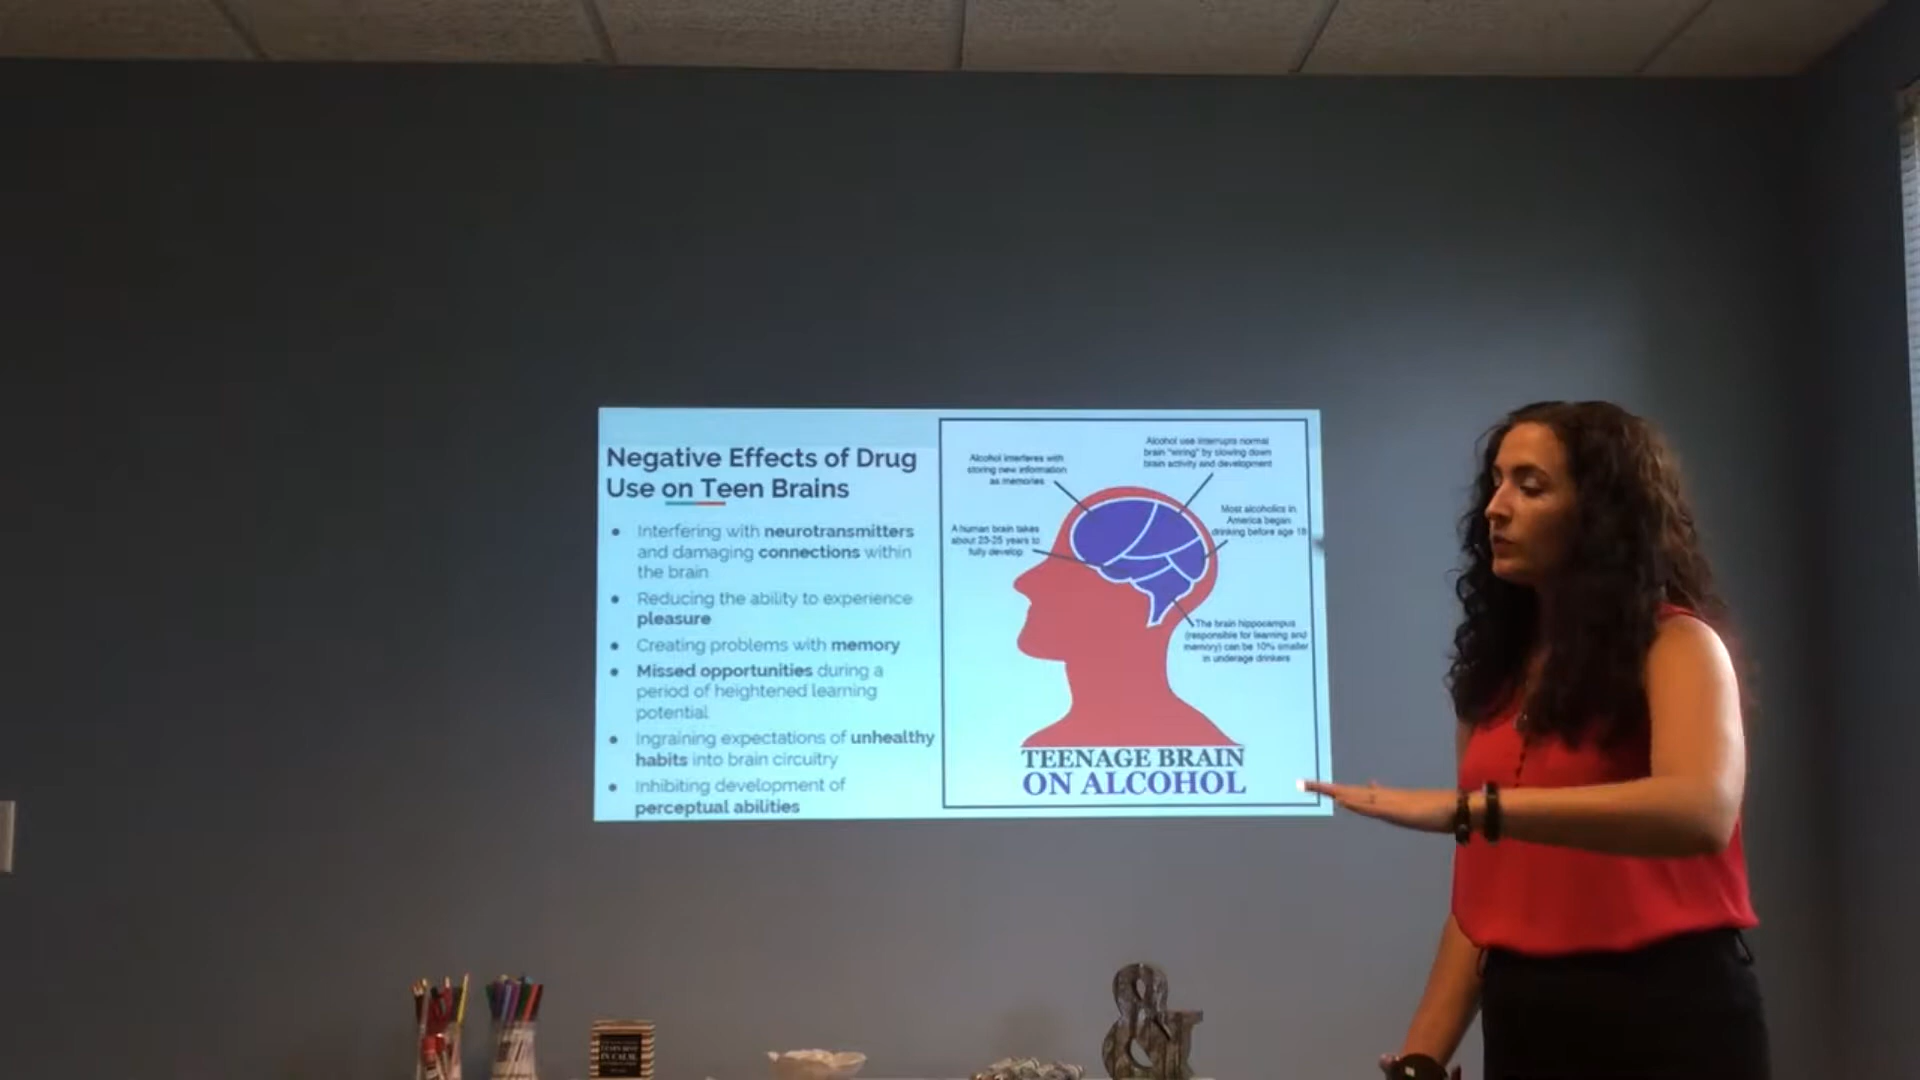 Negative Effects of Drug
Use on Teen Brains
● Interfering with neurotransmitters
and damaging connections within
the brain
● Reducing the ability to experience
pleasure
● Creating problems with memory
● Missed opportunities during a
period of heightened learning
potential
● Ingraining expectations of unhealthy
habits into brain circuitry
● Inhibiting development of
perceptual abilities
Alcohol interferes with
storing new information
as memories
Alcohol use interrupts normal
brain "wiring" by slowing down
brain activity and development
A human brain takes
about 23-25 years to
fully develop
Most alcoholics in
America began
drinking before age 18
The brain hippocampus
(responsible for learning and
memory) can be 10% smaller
in underage drinkers
TEENAGE BRAIN
ON ALCOHOL
&
LEARN BEST
IN CALM,